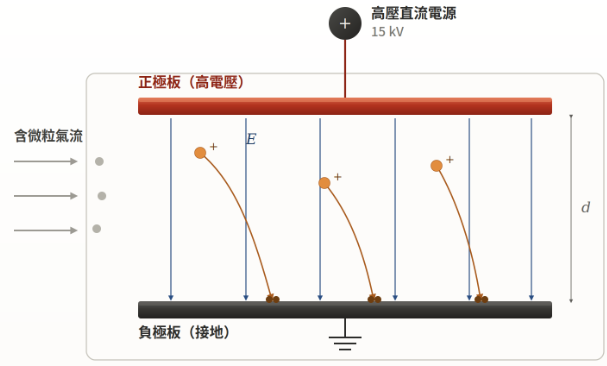 +
高壓直流電源
15 kV
正極板（高電壓）
含微粒氣流
E
+
+
+
d
負極板（接地）